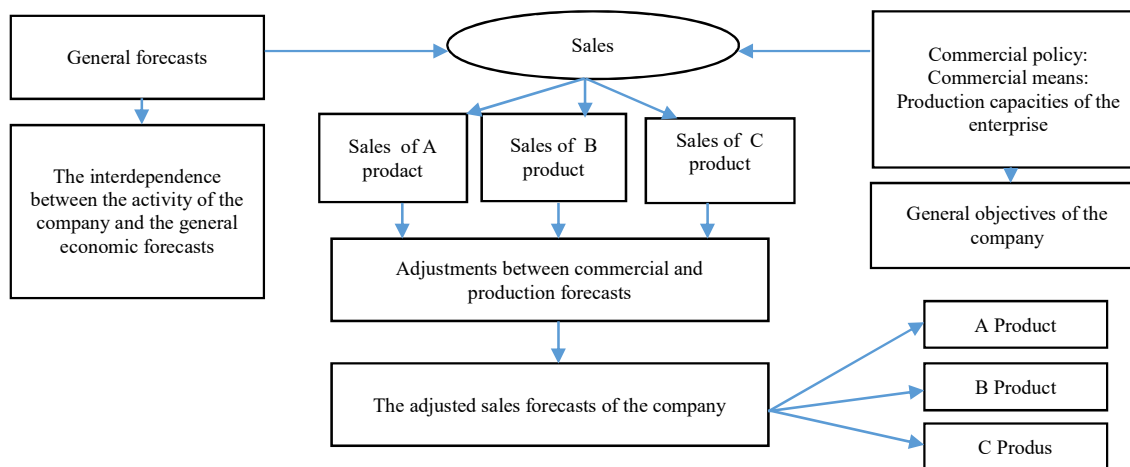 General forecasts
Sales
Commercial policy:
Commercial means:
Production capacities of the
enterprise
The interdependence
between the activity of the
company and the general
economic forecasts
Sales of A
prodact
Sales of B
product
Sales of C
product
General objectives of the
company
Adjustments between commercial and
production forecasts
The adjusted sales forecasts of the company
A Product
B Product
C Produs